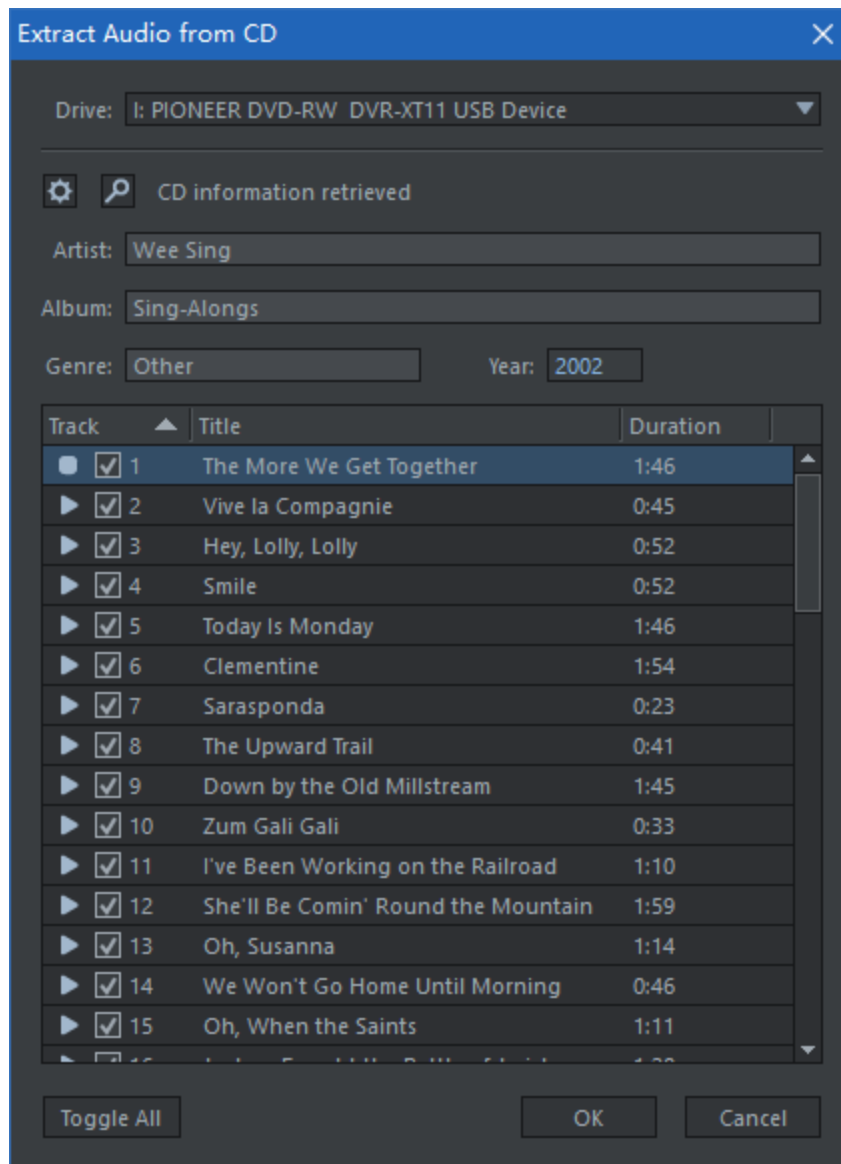 Extract Audio from CD
Drive: I: PIONEER DVD-RW DVR-XT11 USB Device
CD information retrieved
Artist: Wee Sing
Album: Sing-Alongs
Genre: Other Year: 2002
Track Title Duration
1 The More We Get Together 1:46
2 Vive la Compagnie 0:45
3 Hey, Lolly, Lolly 0:52
4 Smile 0:52
5 Today Is Monday 1:46
6 Clementine 1:54
7 Sarasponda 0:23
8 The Upward Trail 0:41
9 Down by the Old Millstream 1:45
10 Zum Gali Gali 0:33
11 I've Been Working on the Railroad 1:10
12 She'll Be Comin' Round the Mountain 1:59
13 Oh, Susanna 1:14
14 We Won't Go Home Until Morning 0:46
15 Oh, When the Saints 1:11
Toggle All OK Cancel